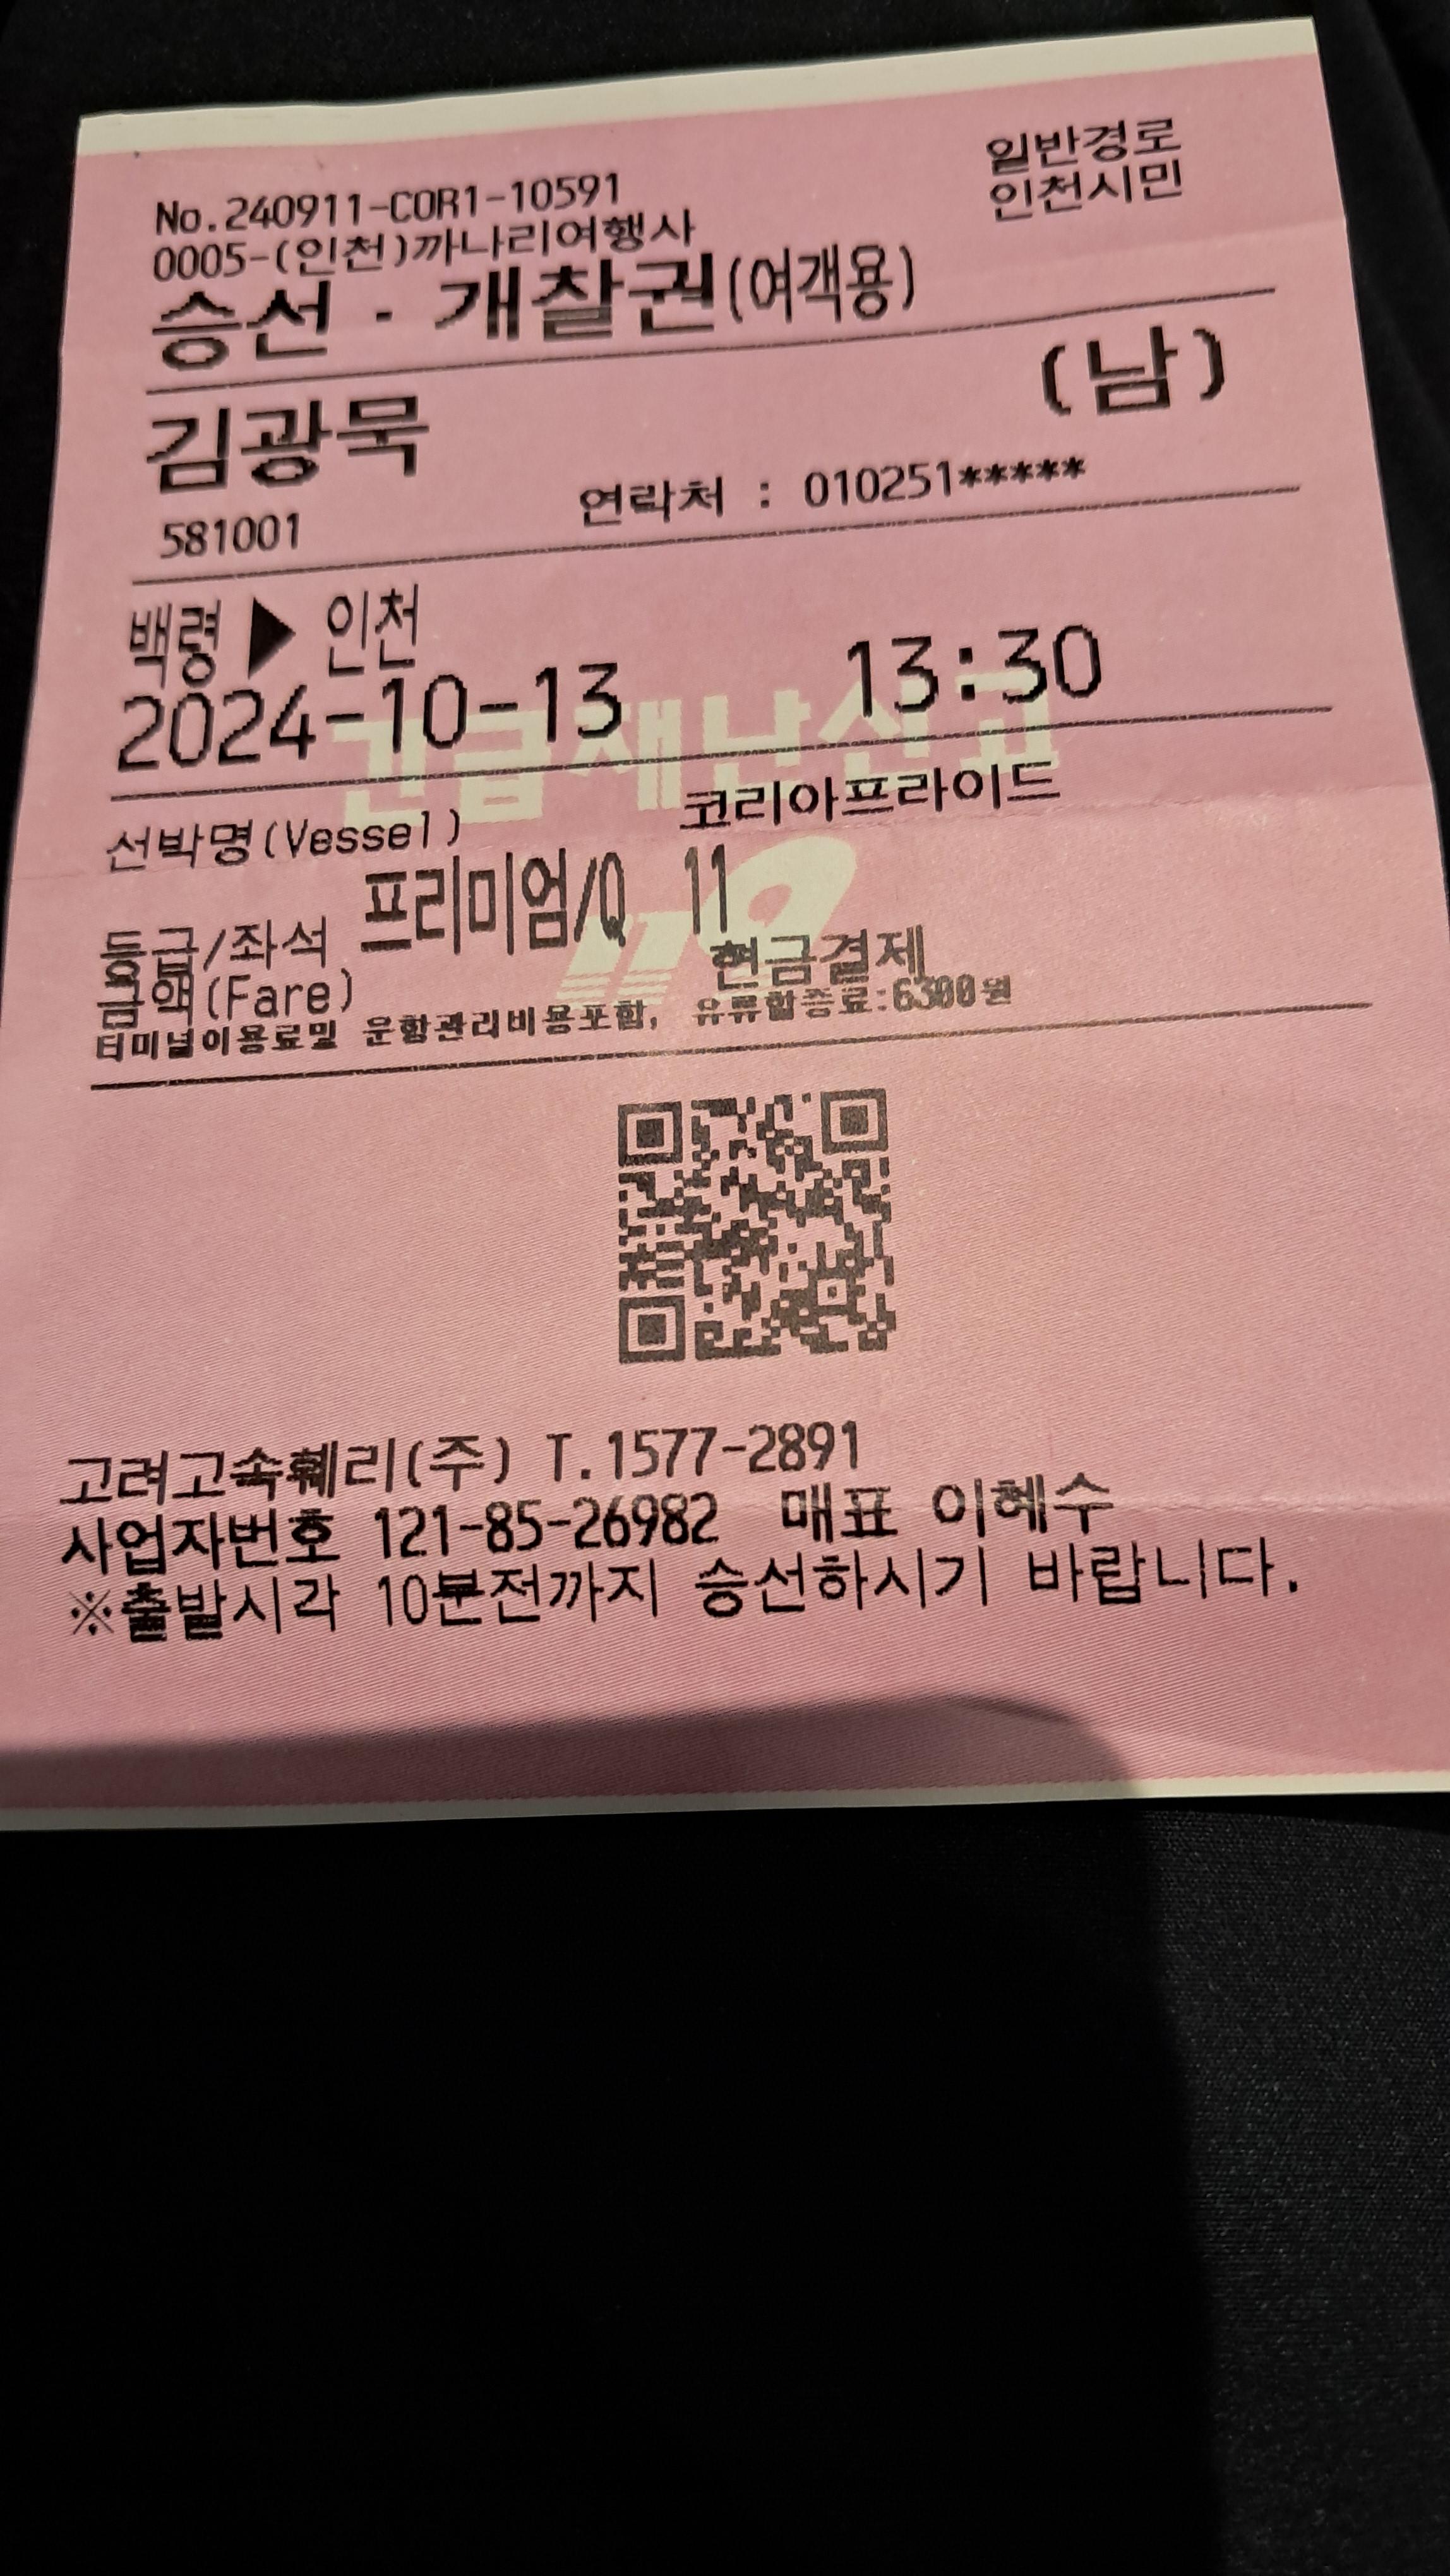 일반경로
인천시민
No.240911-COR1-10591
0005-(인천)까나리여행사
승선 · 개찰권(여객용)
김광묵 (남)
581001 연락처 : 010251*****
백령 ▶ 인천
2024-10-13 13:30
긴급재난신고
선박명(Vessel) 코리아프라이드
119
등급/좌석 프리미엄/Q 11
금액(Fare) 현금결제
터미널이용료및 운항관리비용포함, 유류할증료:6300원
고려고속훼리(주) T.1577-2891
사업자번호 121-85-26982 매표 이혜수
※출발시각 10분전까지 승선하시기 바랍니다.